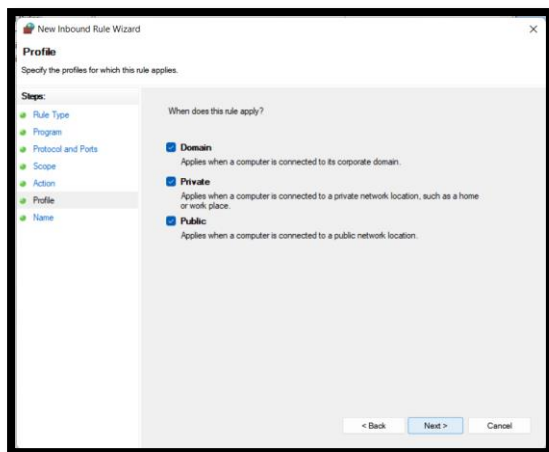 New Inbound Rule Wizard
Profile
Specify the profiles for which this rule applies.
Steps:
Rule Type
Program
Protocol and Ports
Scope
Action
Profile
Name
When does this rule apply?
Domain
Applies when a computer is connected to its corporate domain.
Private
Applies when a computer is connected to a private network location, such as a home
or work place.
Public
Applies when a computer is connected to a public network location.
< Back
Next >
Cancel